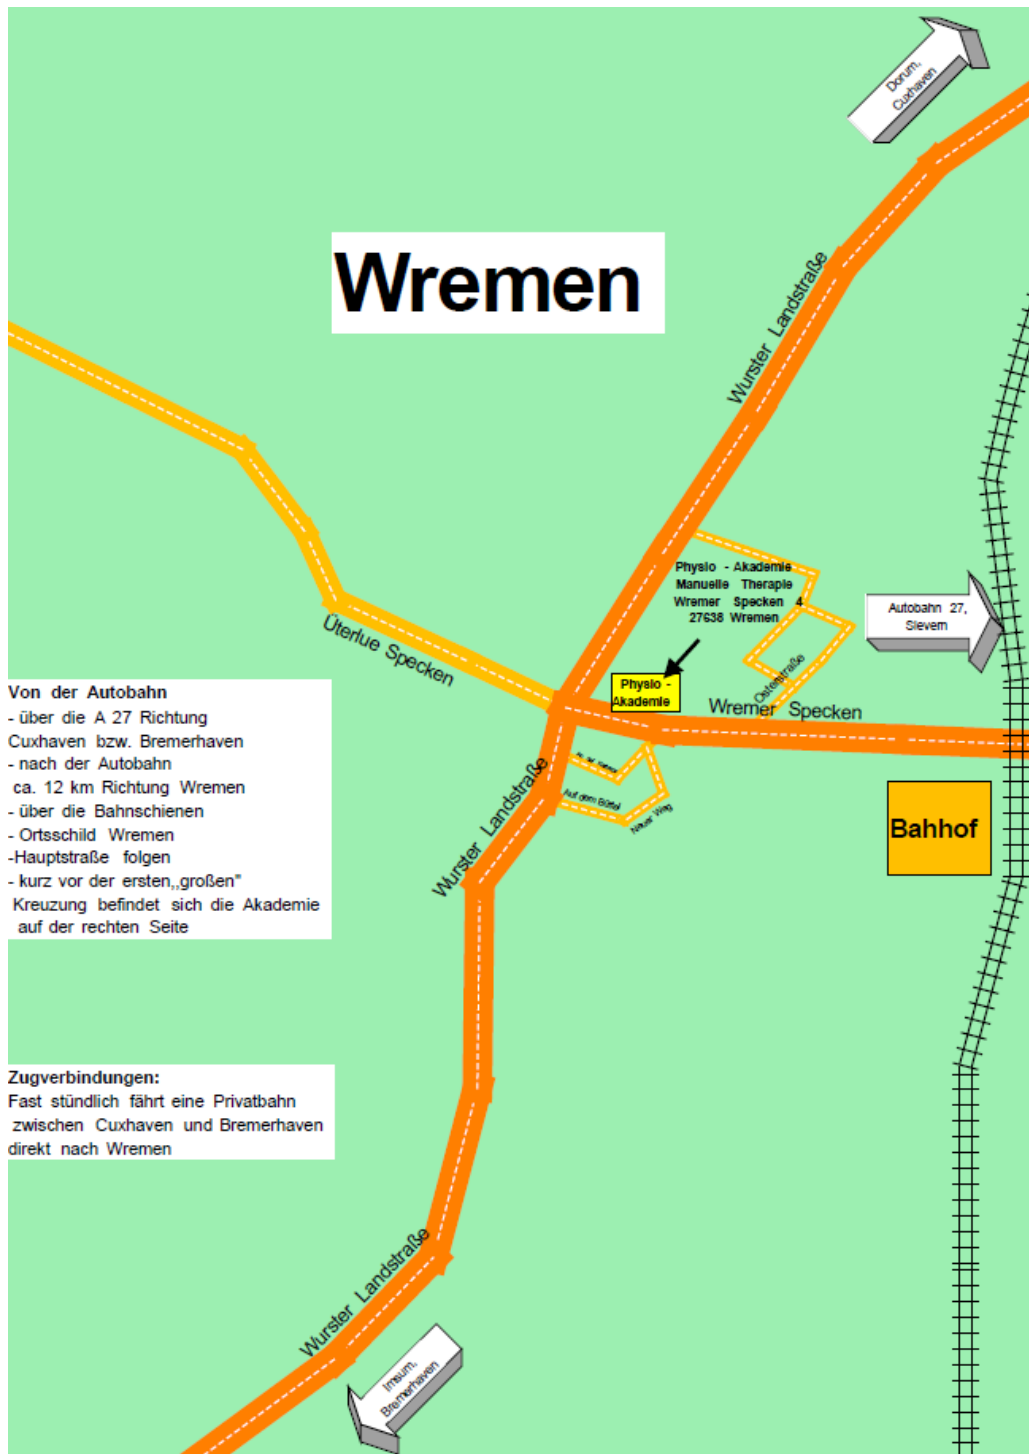 Dorum,
Cuxhaven
Wremen
Wurster Landstraße
Physio - Akademie
Manuelle Therapie
Wremer Specken 4
27638 Wremen
Autobahn 27,
Sievern
Üterlue Specken
Physio -
Akademie
Osterstraße
Wremer Specken
Von der Autobahn
- über die A 27 Richtung
Cuxhaven bzw. Bremerhaven
- nach der Autobahn
ca. 12 km Richtung Wremen
- über die Bahnschienen
- Ortsschild Wremen
-Hauptstraße folgen
- kurz vor der ersten,,großen"
Kreuzung befindet sich die Akademie
auf der rechten Seite
Wurster Landstraße
Auf dem Büttel
Neuer Weg
Bahhof
Zugverbindungen:
Fast stündlich fährt eine Privatbahn
zwischen Cuxhaven und Bremerhaven
direkt nach Wremen
Wurster Landstraße
Imsum,
Bremerhaven